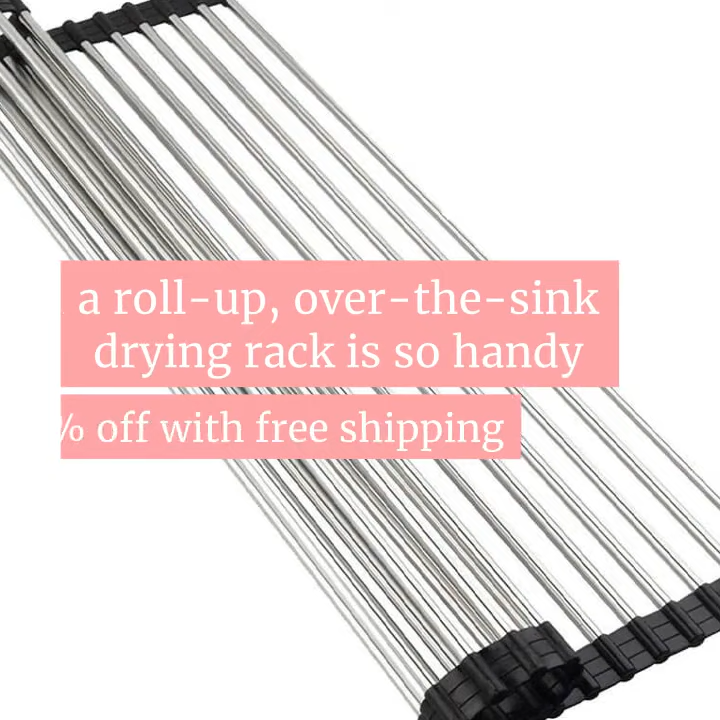 a roll-up, over-the-sink
drying rack is so handy
% off with free shipping